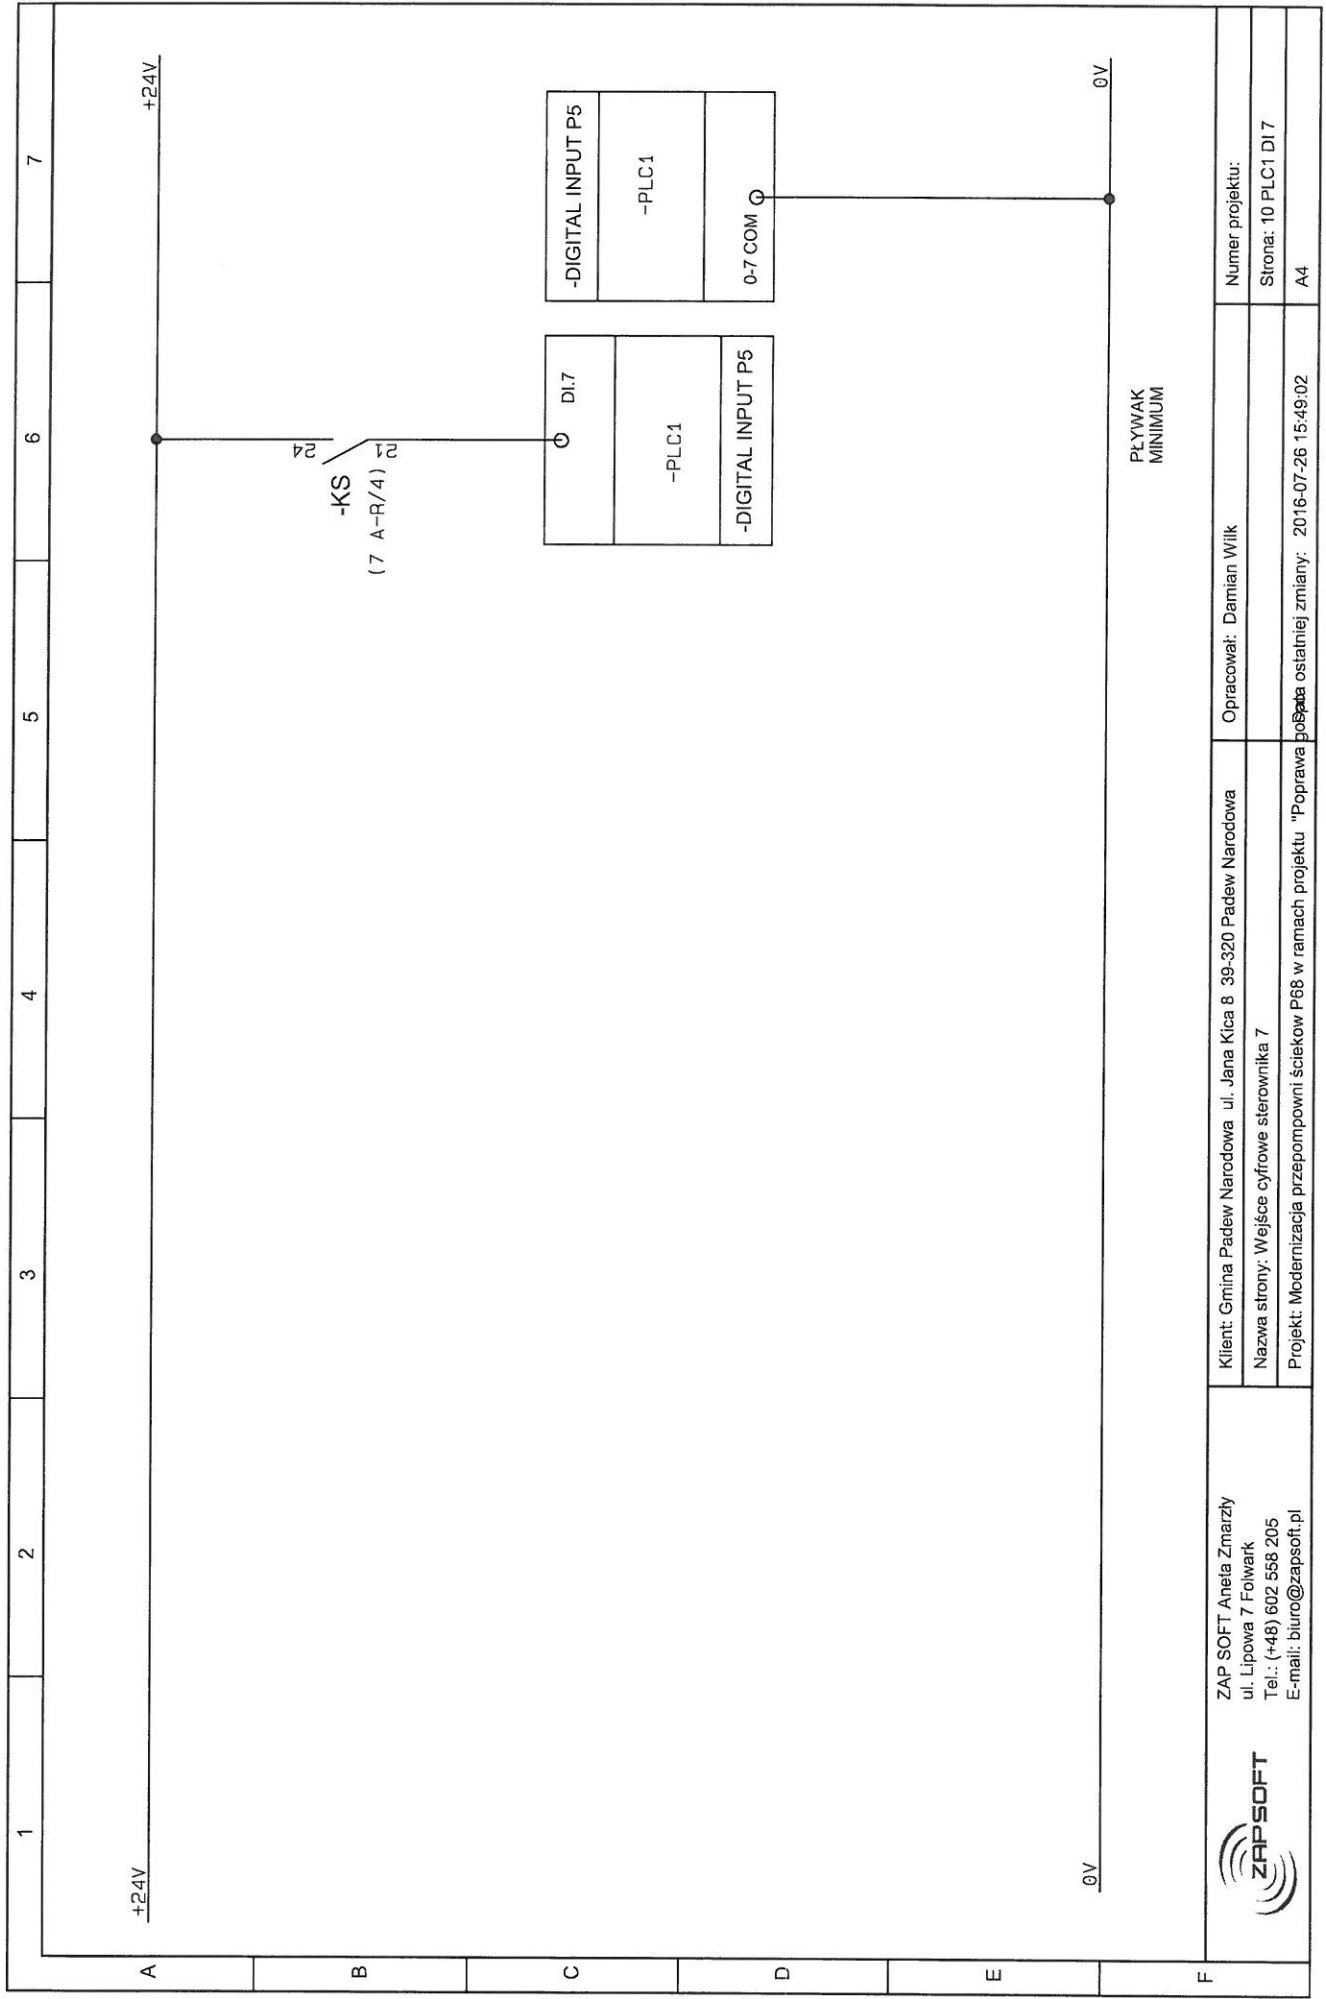 1
2
3
4
5
6
7
A
B
C
D
E
F
+24V
+24V
24
-KS
21
(7 A-R/4)
DI.7
-PLC1
-DIGITAL INPUT P5
-DIGITAL INPUT P5
-PLC1
0-7 COM
0V
0V
PŁYWAK
MINIMUM
ZAPSOFT
ZAP SOFT Aneta Zmarzły
ul. Lipowa 7 Folwark
Tel.: (+48) 602 558 205
E-mail: biuro@zapsoft.pl
Klient: Gmina Padew Narodowa ul. Jana Kica 8 39-320 Padew Narodowa
Nazwa strony: Wejśce cyfrowe sterownika 7
Projekt: Modernizacja przepompowni ściekow P68 w ramach projektu "Poprawa
Opracował: Damian Wilk
ostatniej zmiany: 2016-07-26 15:49:02
Numer projektu:
Strona: 10 PLC1 DI 7
A4